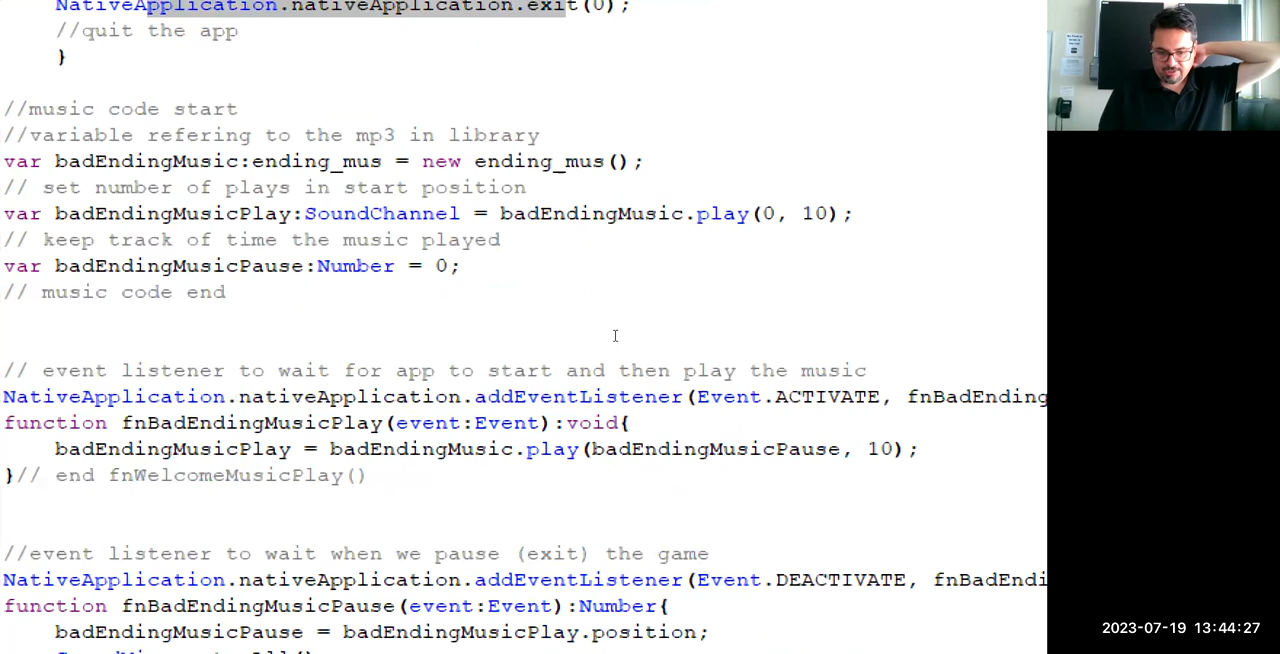 NativeApplication.nativeApplication.exit(0);
//quit the app
}
//music code start
//variable refering to the mp3 in library
var badEndingMusic:ending_mus = new ending_mus();
// set number of plays in start position
var badEndingMusicPlay:SoundChannel = badEndingMusic.play(0, 10);
// keep track of time the music played
var badEndingMusicPause:Number = 0;
// music code end
// event listener to wait for app to start and then play the music
NativeApplication.nativeApplication.addEventListener(Event.ACTIVATE, fnBadEnding
function fnBadEndingMusicPlay(event:Event):void{
badEndingMusicPlay = badEndingMusic.play(badEndingMusicPause, 10);
}// end fnWelcomeMusicPlay()
//event listener to wait when we pause (exit) the game
NativeApplication.nativeApplication.addEventListener(Event.DEACTIVATE, fnBadEndi
function fnBadEndingMusicPause(event:Event):Number{
badEndingMusicPause = badEndingMusicPlay.position;
2023-07-19 13:44:27